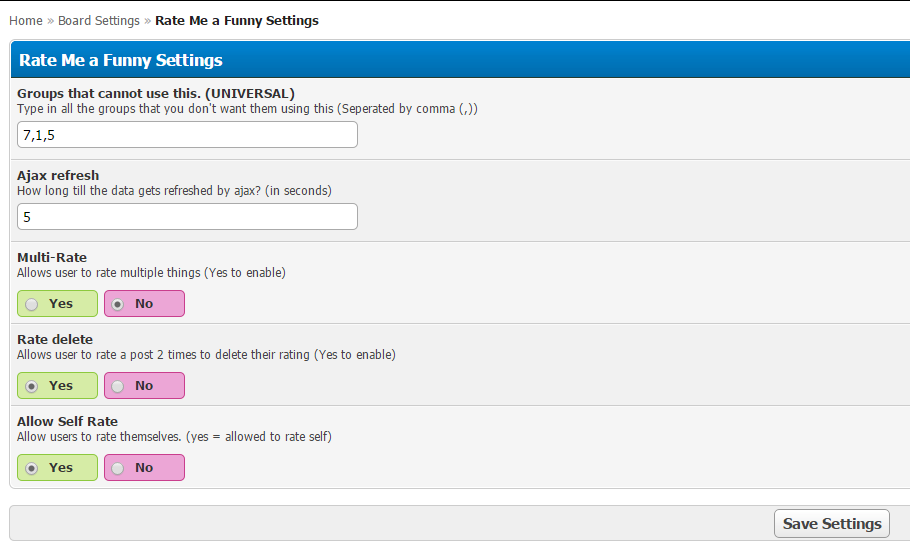 Home » Board Settings » Rate Me a Funny Settings
Rate Me a Funny Settings
Groups that cannot use this. (UNIVERSAL)
Type in all the groups that you don't want them using this (Seperated by comma (,))
7,1,5
Ajax refresh
How long till the data gets refreshed by ajax? (in seconds)
5
Multi-Rate
Allows user to rate multiple things (Yes to enable)
Yes No
Rate delete
Allows user to rate a post 2 times to delete their rating (Yes to enable)
Yes No
Allow Self Rate
Allow users to rate themselves. (yes = allowed to rate self)
Yes No
Save Settings